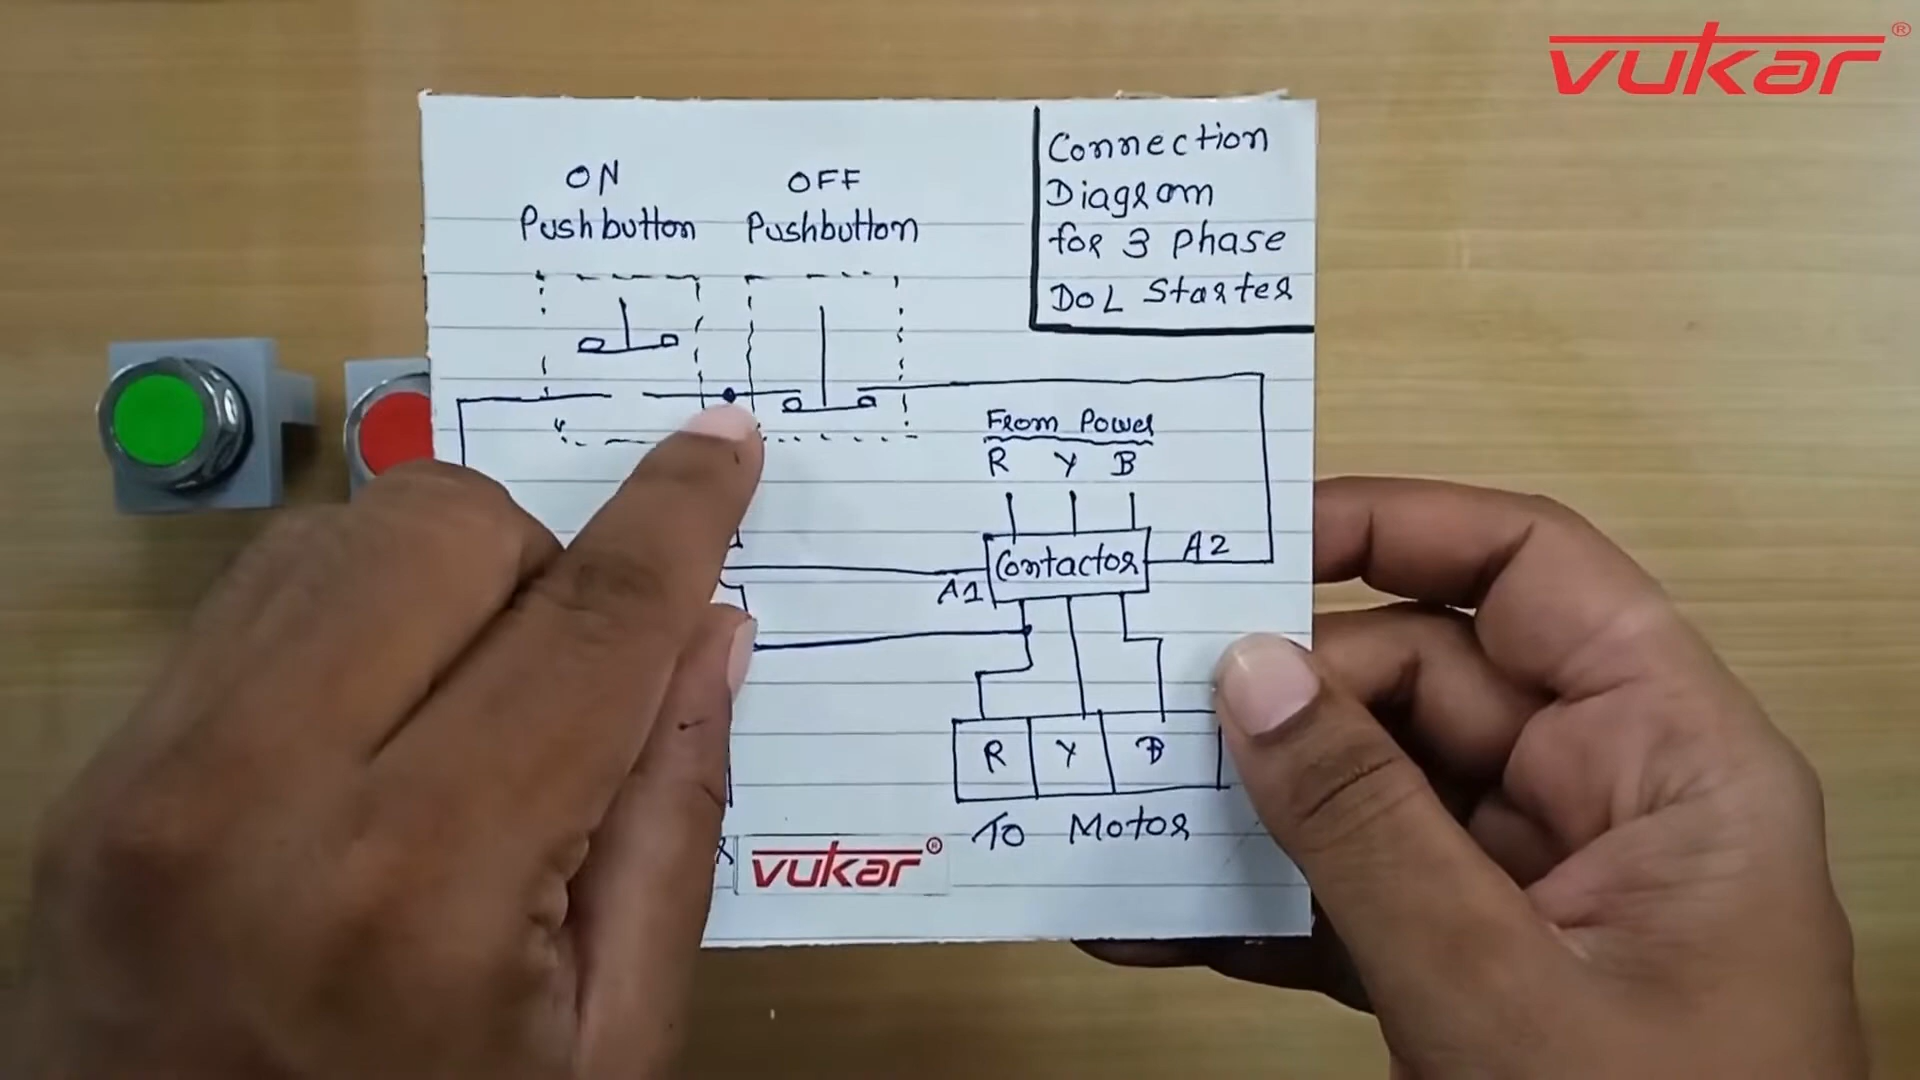 vukar®
ON
Pushbutton
OFF
Pushbutton
Connection
Diagram
for 3 Phase
DOL Starter
From Power
R Y B
Contactor
A1
A2
R Y B
To Motor
vukar®